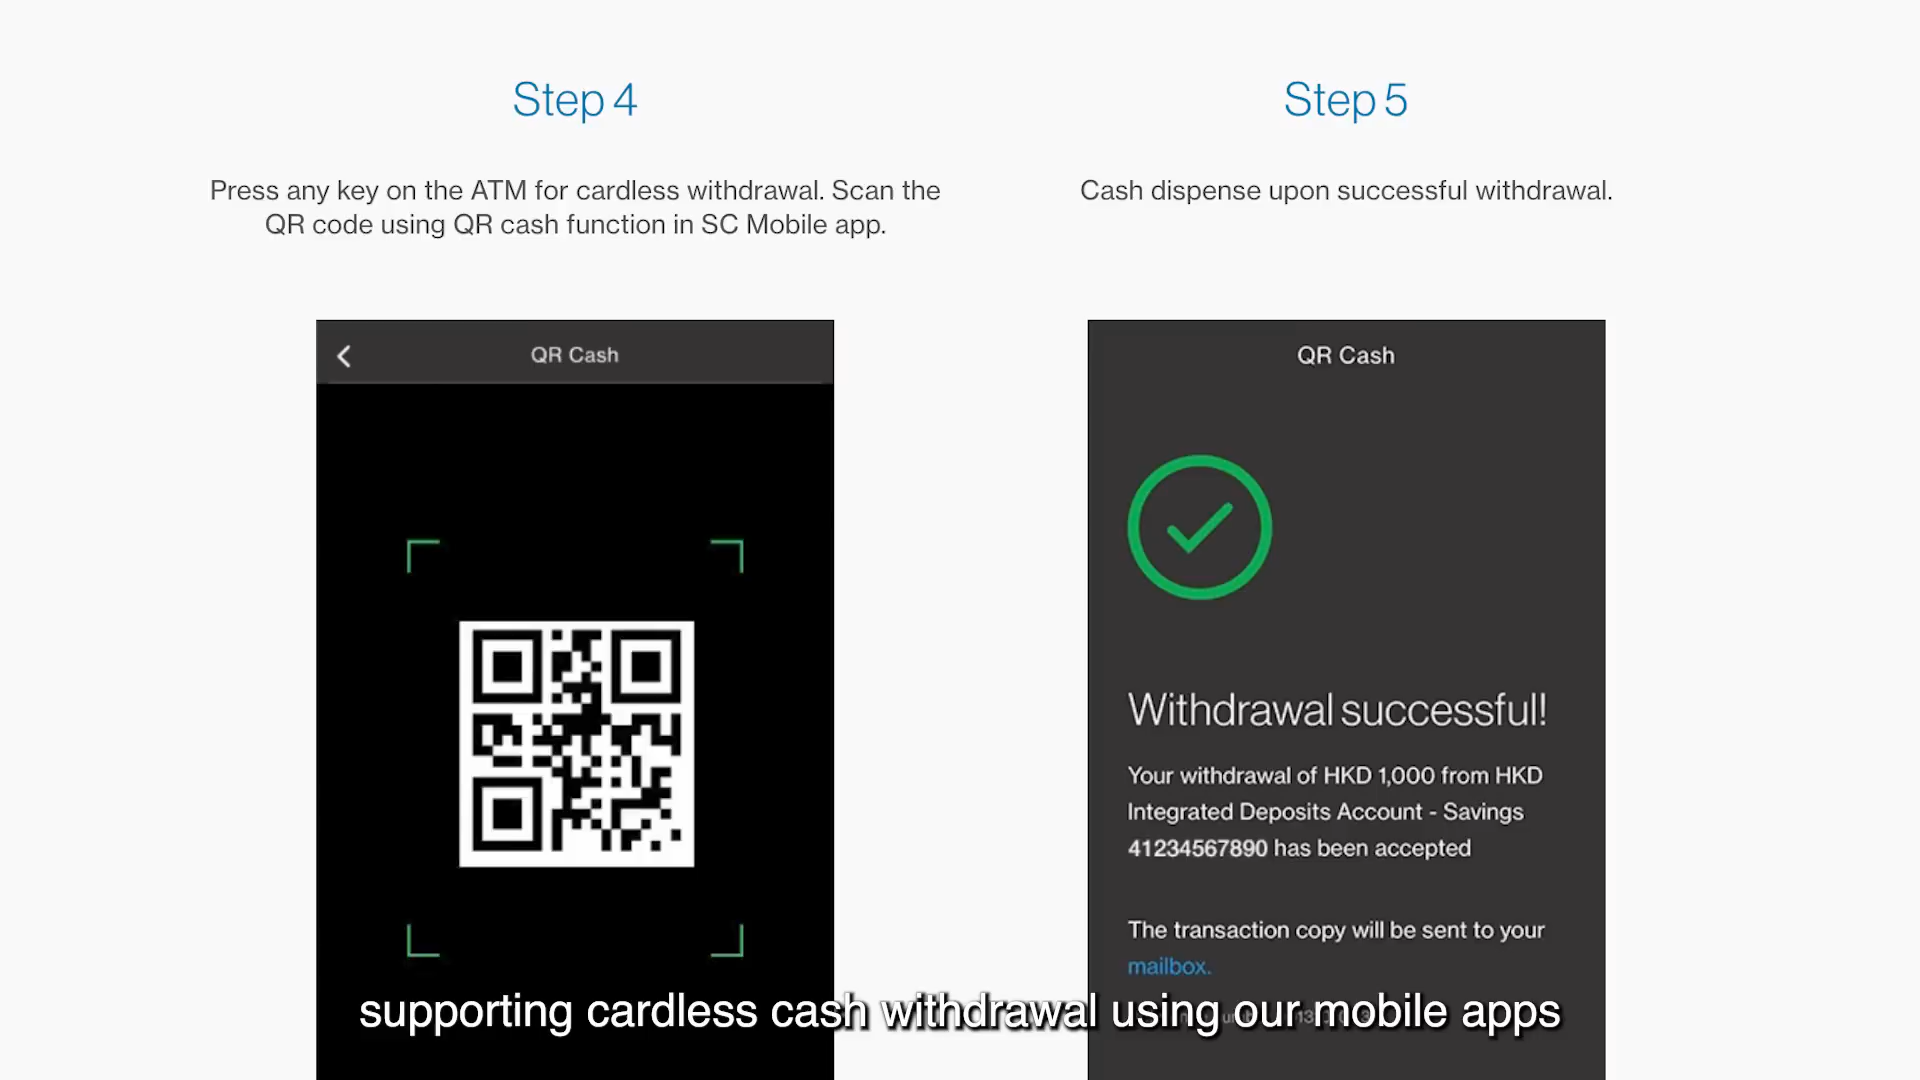 Step 4
Press any key on the ATM for cardless withdrawal. Scan the
QR code using QR cash function in SC Mobile app.
QR Cash
Step 5
Cash dispense upon successful withdrawal.
QR Cash
Withdrawal successful!
Your withdrawal of HKD 1,000 from HKD
Integrated Deposits Account - Savings
41234567890 has been accepted
The transaction copy will be sent to your
mailbox.
supporting cardless cash withdrawal using our mobile apps